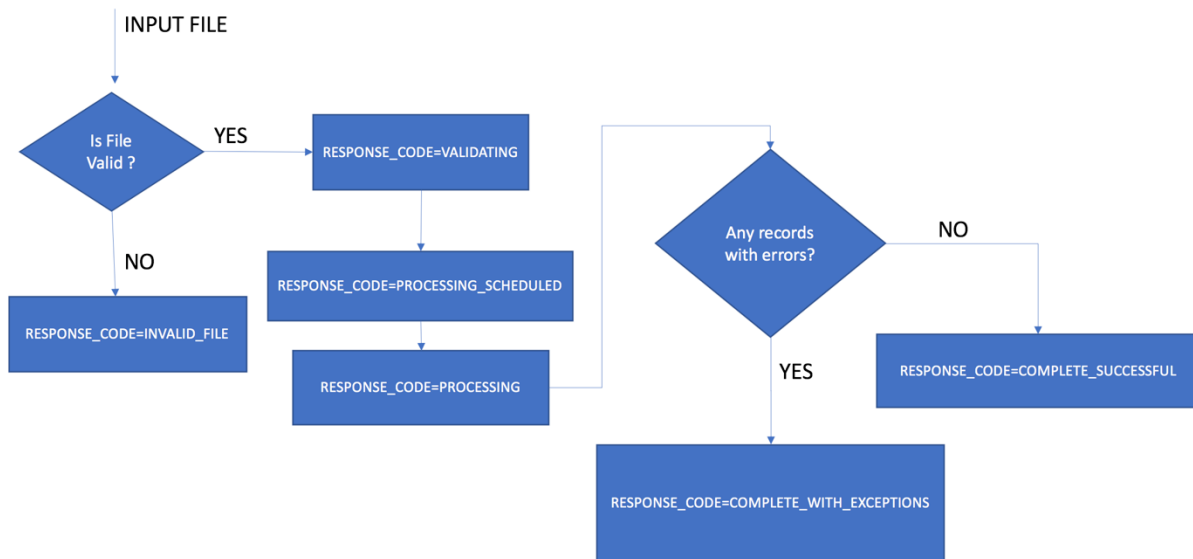 INPUT FILE
Is File
Valid ?
YES
NO
RESPONSE_CODE=INVALID_FILE
RESPONSE_CODE=VALIDATING
RESPONSE_CODE=PROCESSING_SCHEDULED
RESPONSE_CODE=PROCESSING
Any records
with errors?
NO
YES
RESPONSE_CODE=COMPLETE_SUCCESSFUL
RESPONSE_CODE=COMPLETE_WITH_EXCEPTIONS